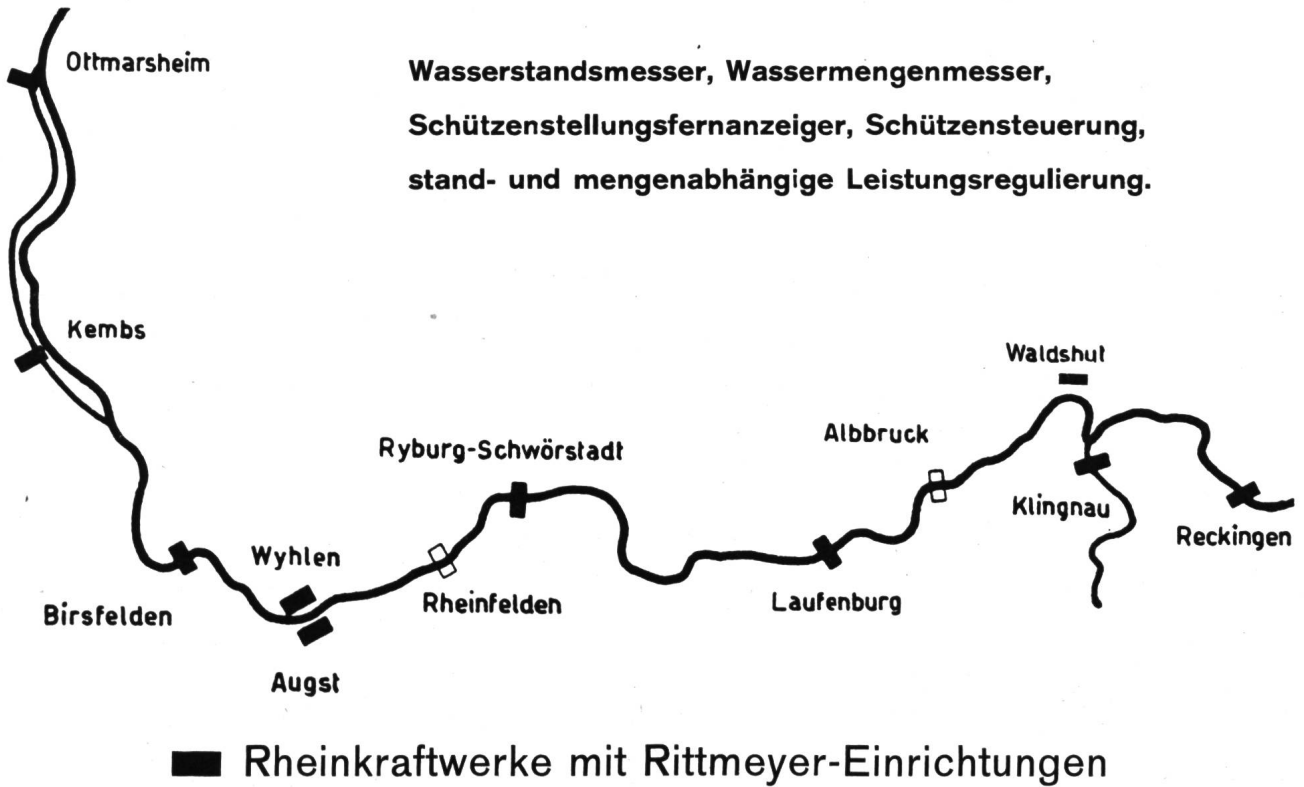 Ottmarsheim
Wasserstandsmesser, Wassermengenmesser,
Schützenstellungsfernanzeiger, Schützensteuerung,
stand- und mengenabhängige Leistungsregulierung.
Kembs
Waldshut
Albbruck
Ryburg-Schwörstadt
Klingnau
Reckingen
Wyhlen
Rheinfelden
Laufenburg
Birsfelden
Augst
Rheinkraftwerke mit Rittmeyer-Einrichtungen